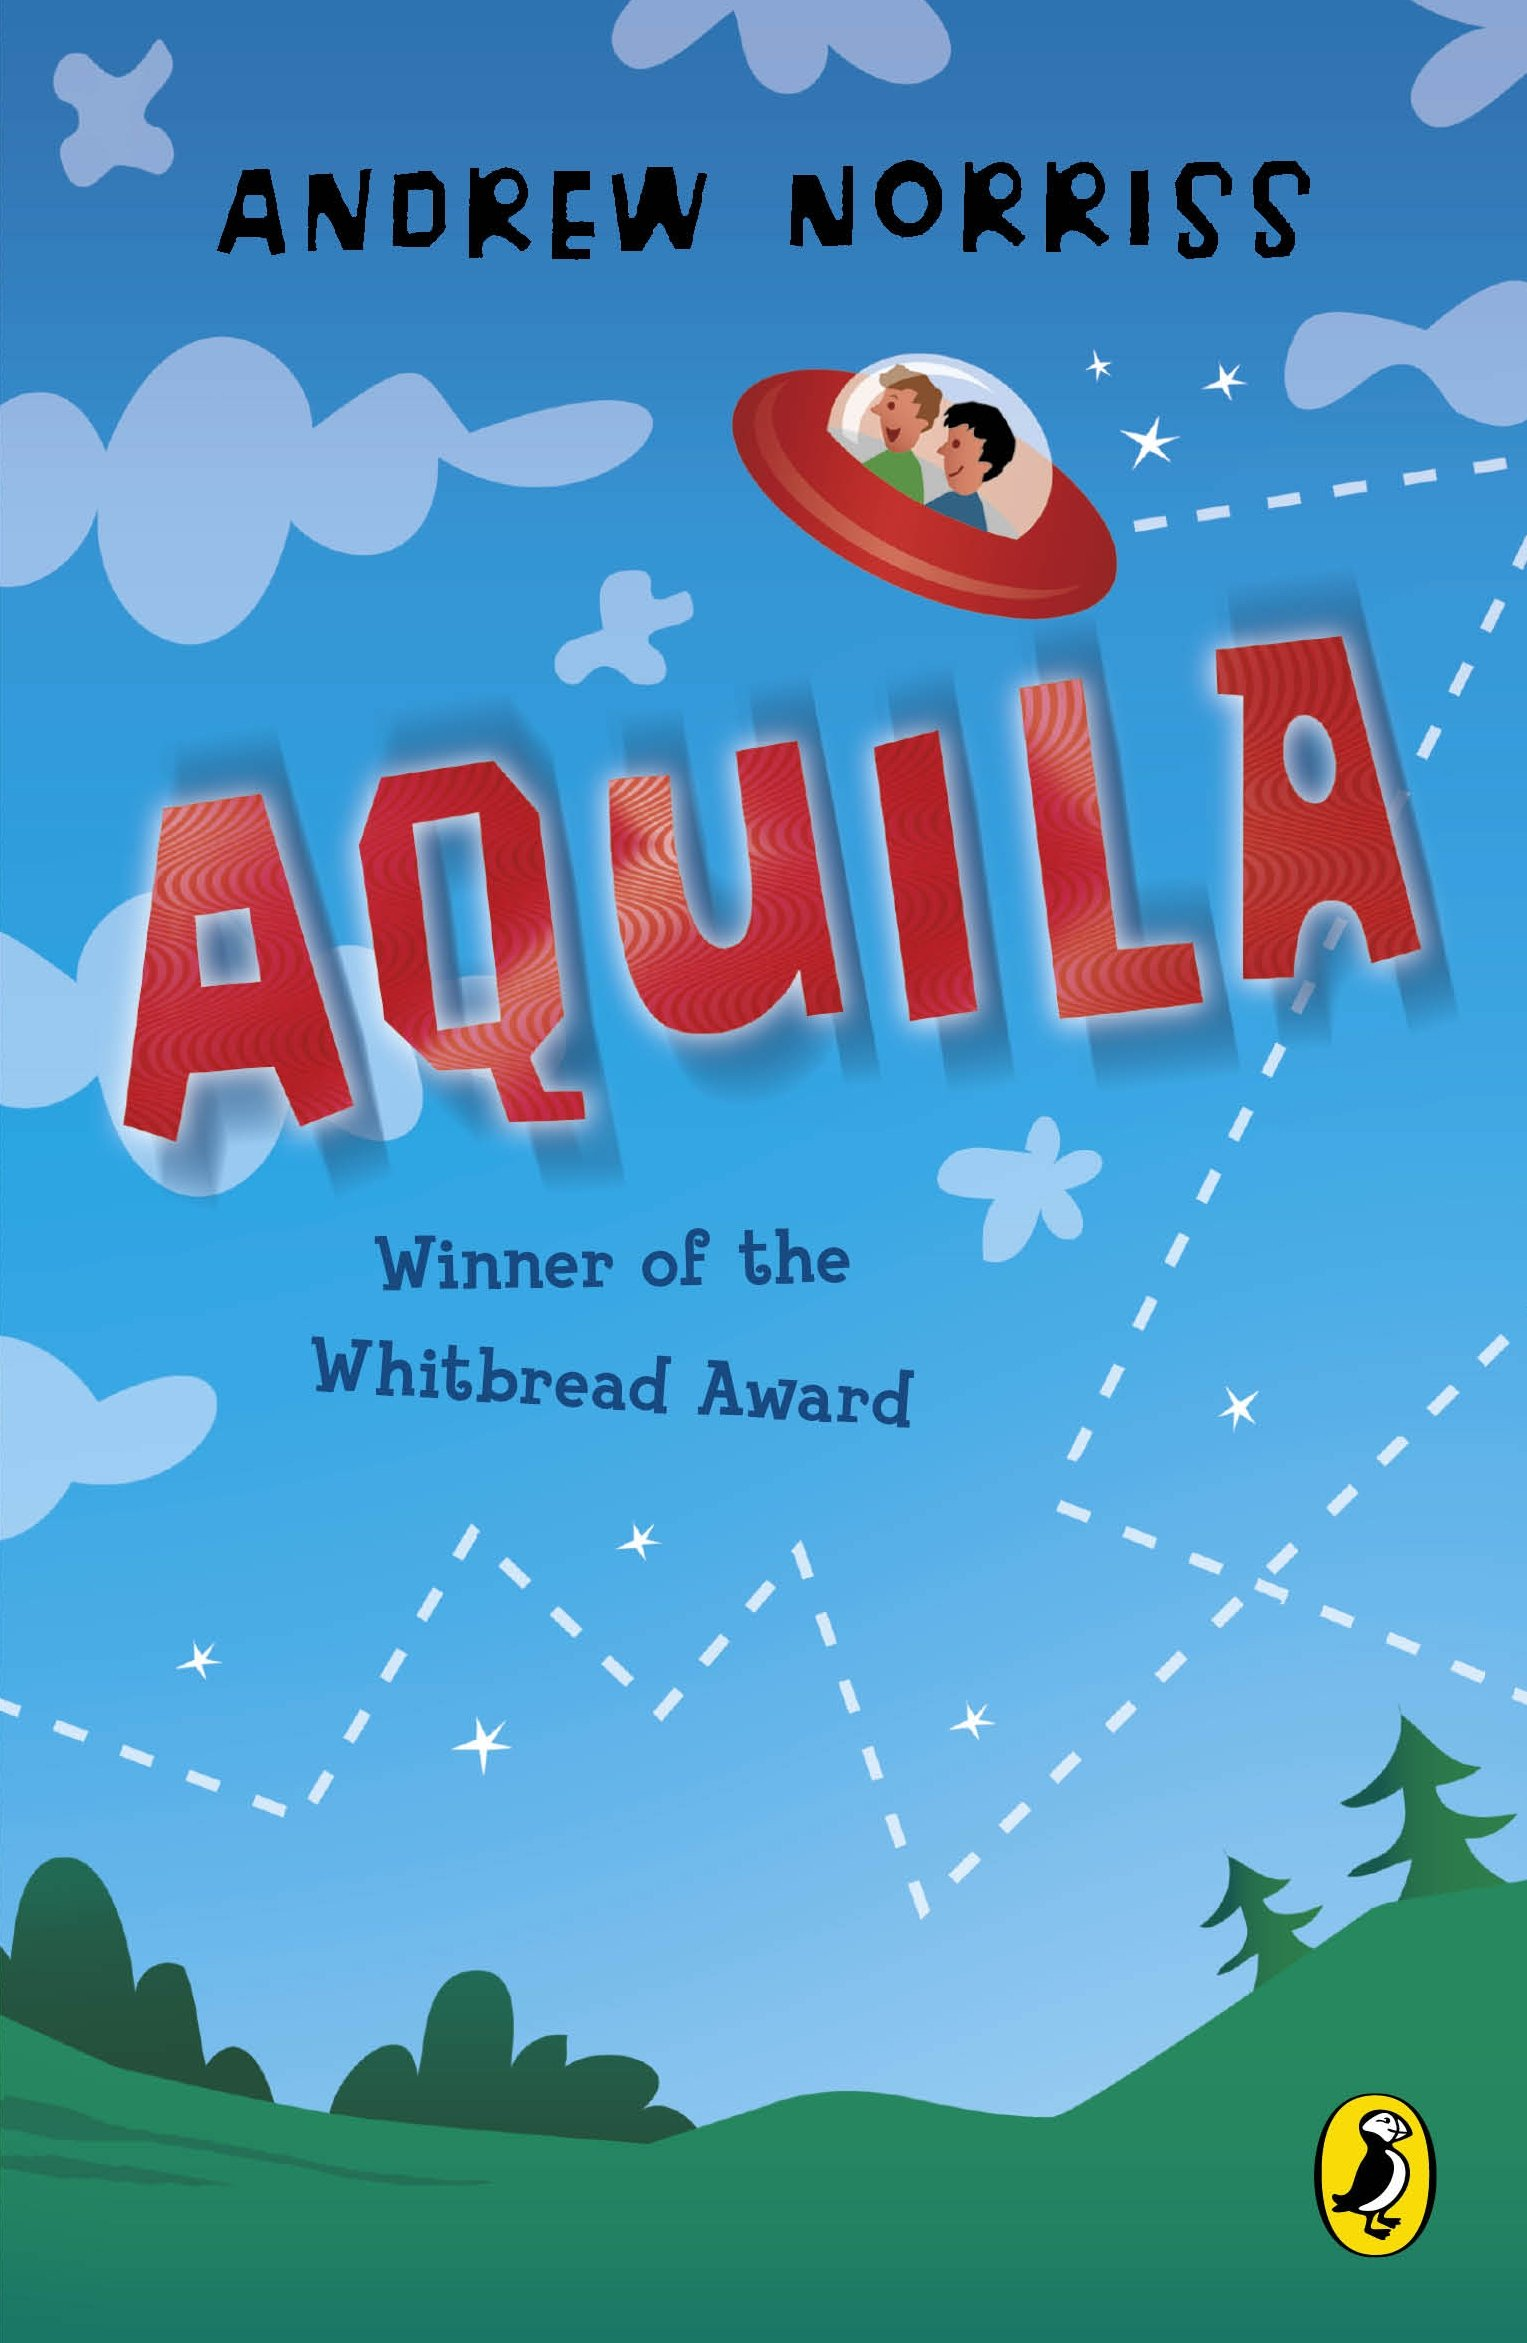 ANDREW NORRISS
AQUILA
Winner of the
Whitbread Award